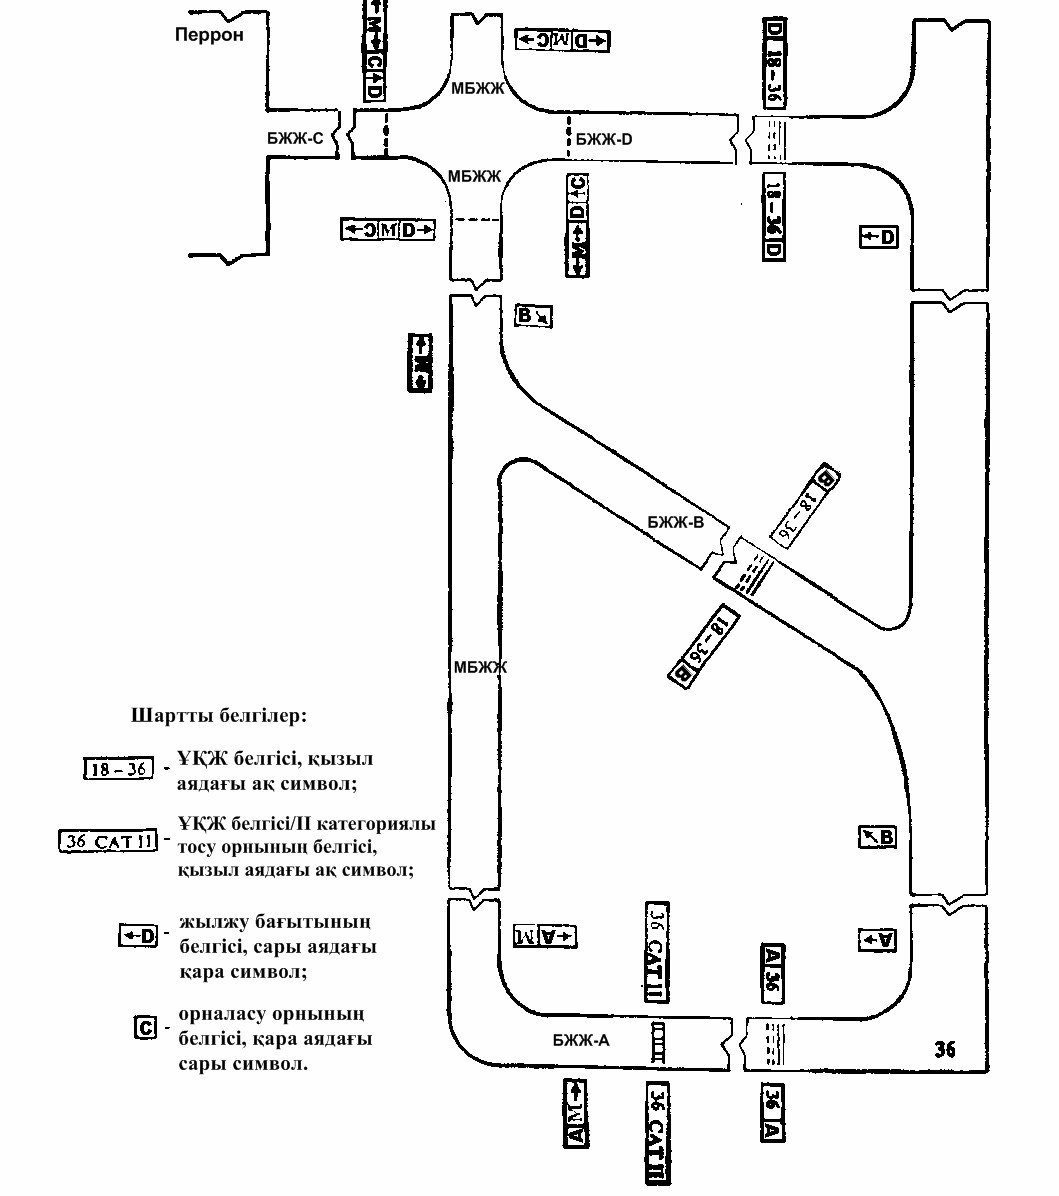 Перрон
←M→ C→ D
←C M D→
D 18-36
МБЖЖ
БЖЖ-C
БЖЖ-D
МБЖЖ
←C M D→
←M→ D ←C
18-36 D
←D
B↘
←M→
B 18-36
БЖЖ-B
18-36 B
МБЖЖ
Шартты белгілер:
18-36 - ҰҚЖ белгісі, қызыл
аядағы ақ символ;
36 CAT II - ҰҚЖ белгісі/II категориялы
тосу орнының белгісі,
қызыл аядағы ақ символ;
←D - жылжу бағытының
белгісі, сары аядағы
қара символ;
C - орналасу орнының
белгісі, қара аядағы
сары символ.
↖B
M A→
36 CAT II
A 36
←A
БЖЖ-A
36
A M→
36 CAT II
36 A